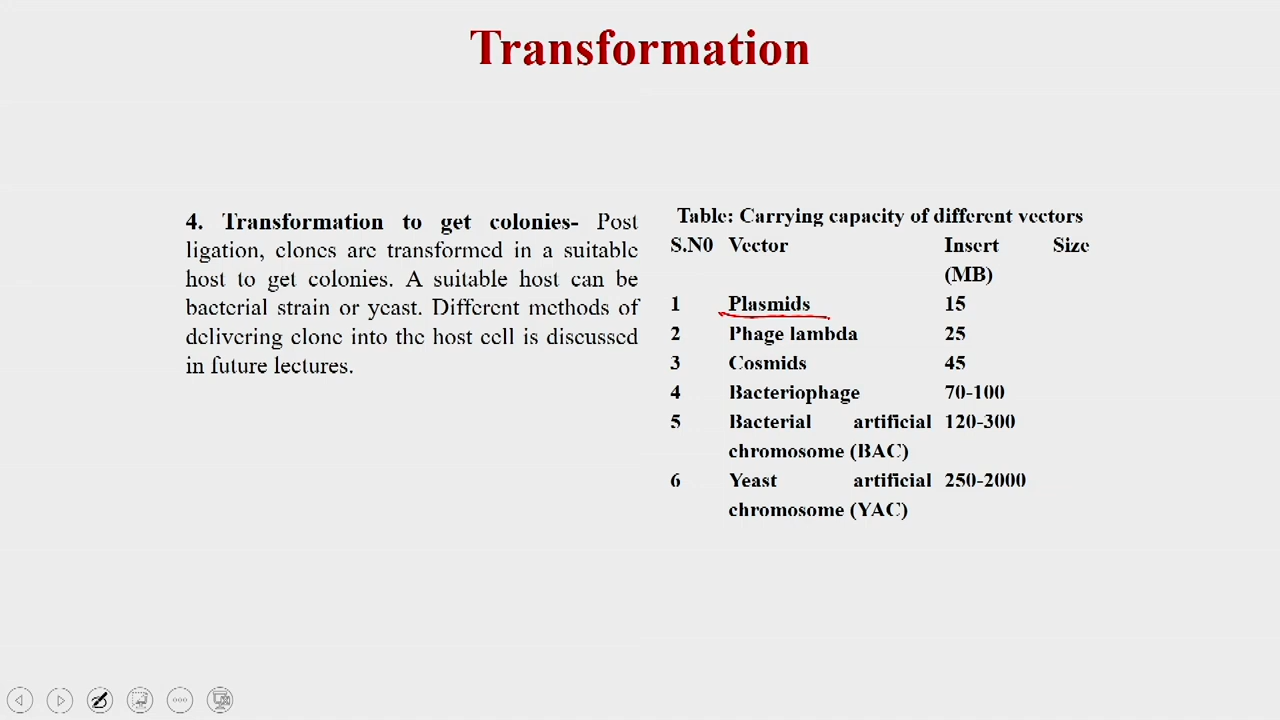 Transformation
4. Transformation to get colonies- Post
ligation, clones are transformed in a suitable
host to get colonies. A suitable host can be
bacterial strain or yeast. Different methods of
delivering clone into the host cell is discussed
in future lectures.
Table: Carrying capacity of different vectors
S.N0 Vector Insert Size
(MB)
1 Plasmids 15
2 Phage lambda 25
3 Cosmids 45
4 Bacteriophage 70-100
5 Bacterial artificial 120-300
chromosome (BAC)
6 Yeast artificial 250-2000
chromosome (YAC)